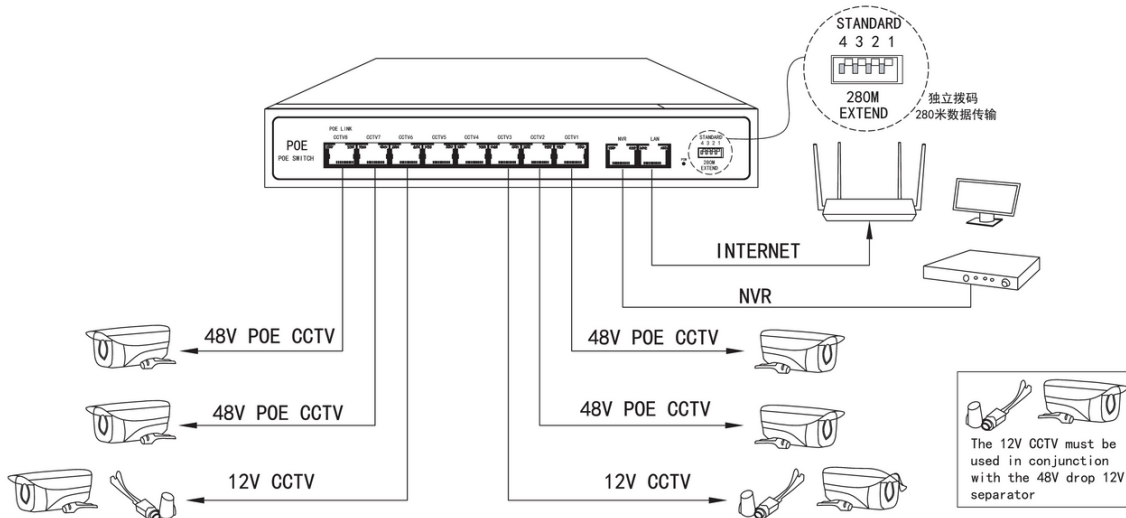 STANDARD
4 3 2 1
280M
EXTEND
独立拨码
280米数据传输
POE LINK
CCTV8 CCTV7 CCTV6 CCTV5 CCTV4 CCTV3 CCTV2 CCTV1 NVR LAN
POE
POE SWITCH
STANDARD
4 3 2 1
280M
EXTEND
INTERNET
NVR
48V POE CCTV
48V POE CCTV
48V POE CCTV
48V POE CCTV
12V CCTV
12V CCTV
The 12V CCTV must be
used in conjunction
with the 48V drop 12V
separator